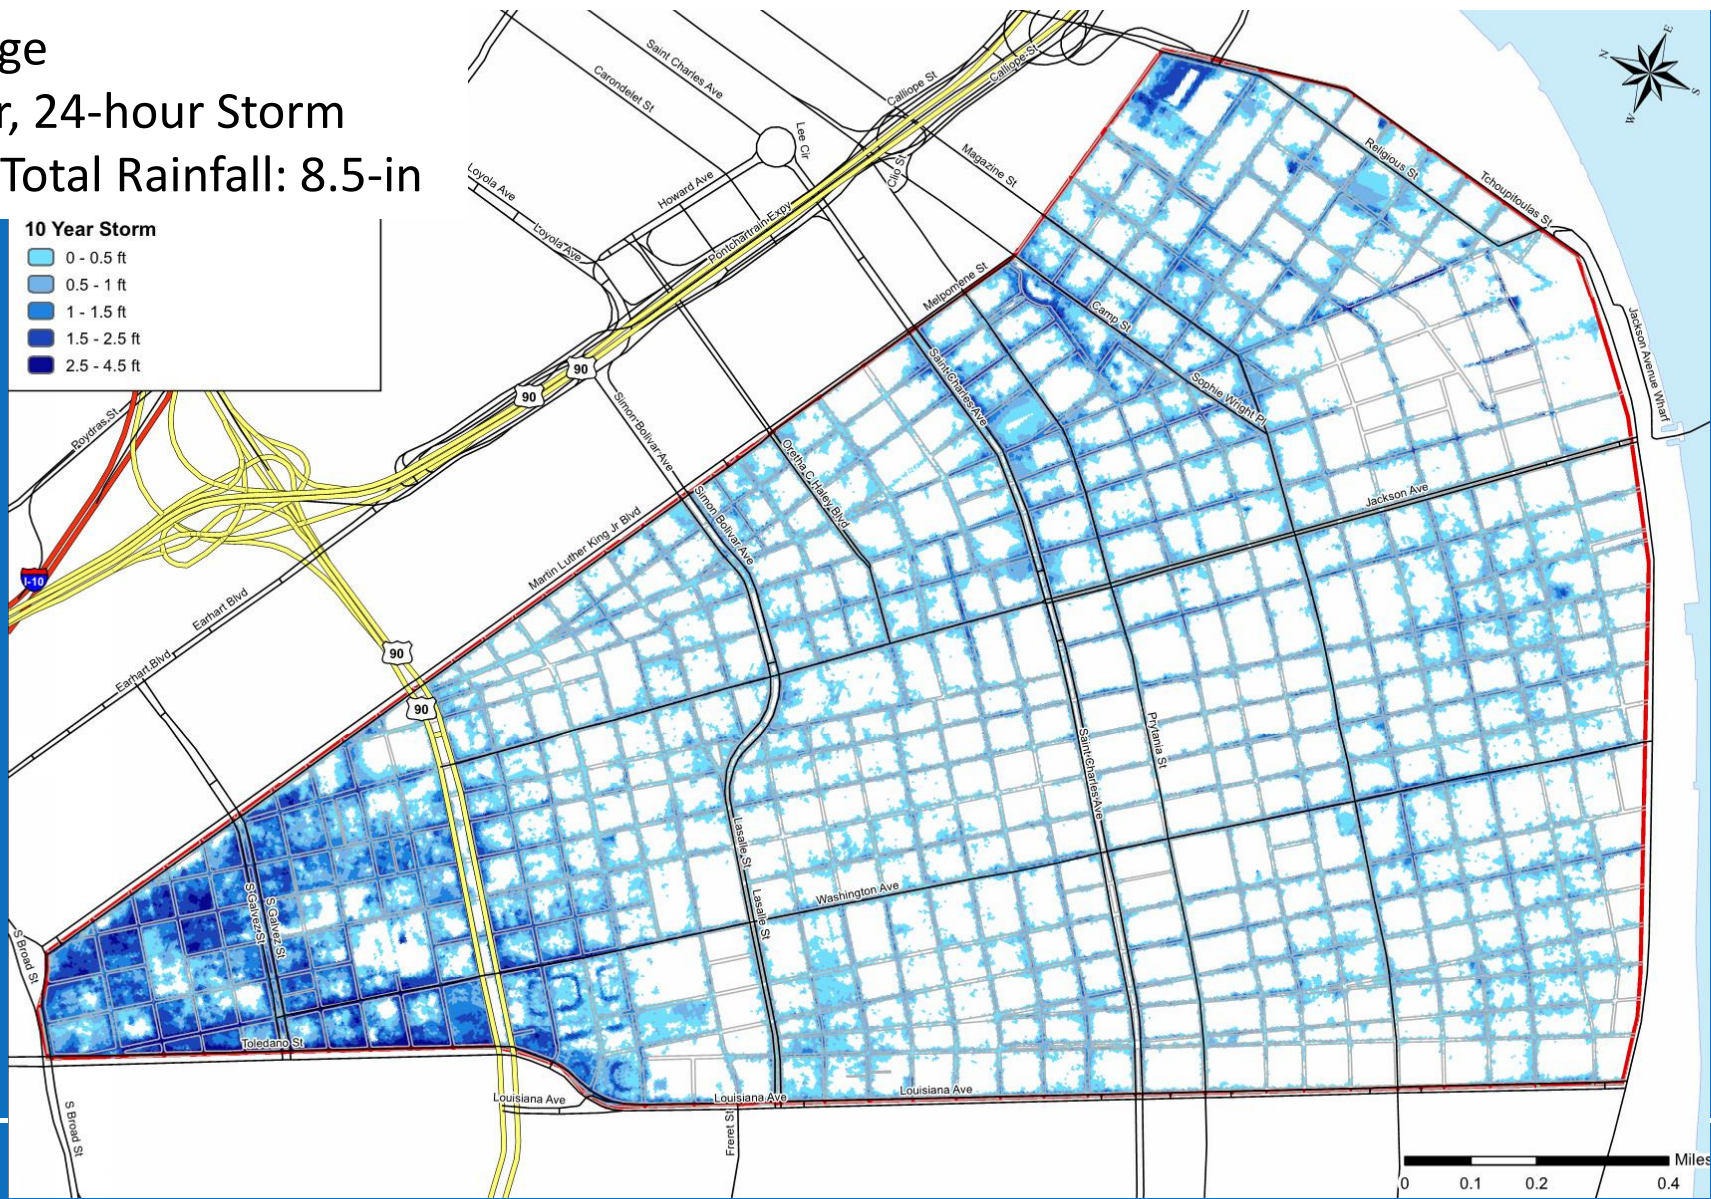 ge
r, 24-hour Storm
Total Rainfall: 8.5-in
10 Year Storm
0 - 0.5 ft
0.5 - 1 ft
1 - 1.5 ft
1.5 - 2.5 ft
2.5 - 4.5 ft
N
E
S
W
Saint Charles Ave
Carondelet St
Calliope St
Calliope St
Lee Cir
Clio St
Magazine St
Religious St
Tchoupitoulas St
Loyola Ave
Howard Ave
Loyola Ave
Pontchartrain Expy
Melpomene St
Camp St
Jackson Avenue Wharf
Saint Charles Ave
Sophie Wright Pl
90
90
Poydras St
Simon Bolivar Ave
Oretha C Haley Blvd
Simon Bolivar Ave
Jackson Ave
Martin Luther King Jr Blvd
I-10
Earhart Blvd
Earhart Blvd
90
90
Prytania St
Saint Charles Ave
Lasalle St
Lasalle St
Washington Ave
S Galvez St
S Galvez St
S Broad St
Toledano St
Louisiana Ave
Louisiana Ave
Louisiana Ave
S Broad St
Freret St
Miles
0 0.1 0.2 0.4